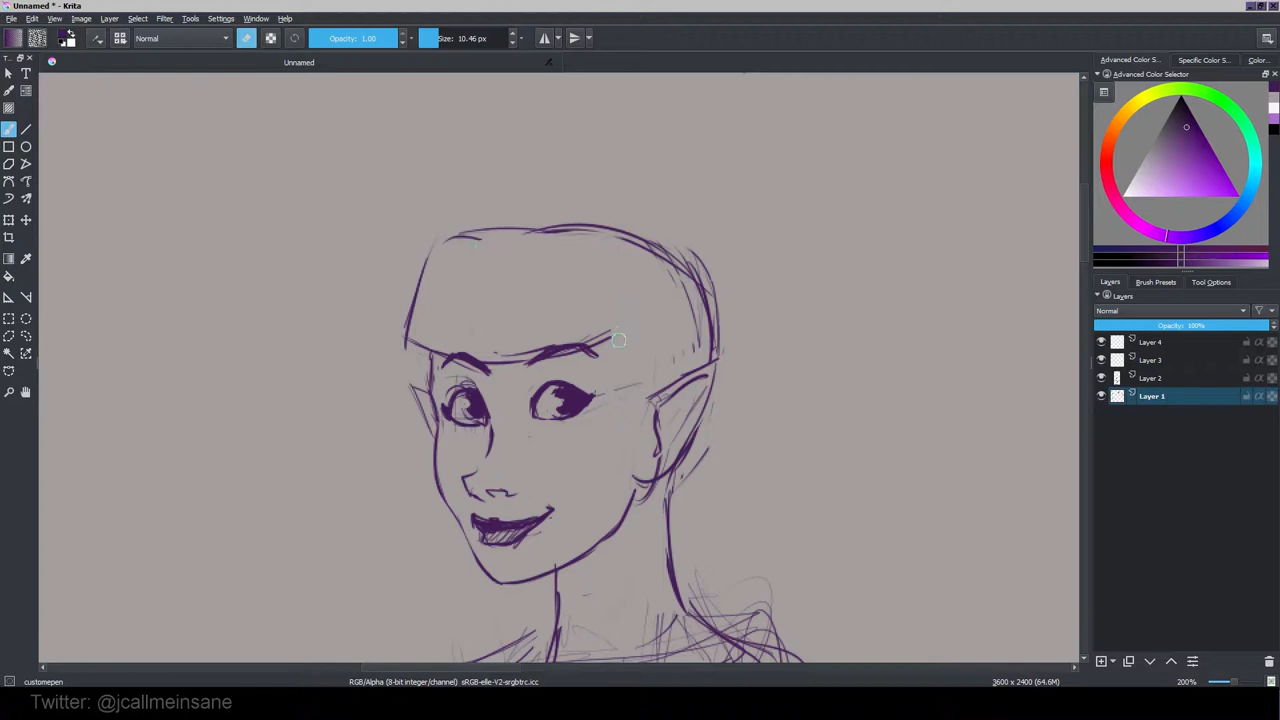 Unnamed * - Krita
File Edit View Image Layer Select Filter Tools Settings Window Help
Normal Opacity: 1.00 Size: 10.46 px
T...
Unnamed
Advanced Color S... Specific Color S... Color...
Advanced Color Selector
Layers Brush Presets Tool Options
Layers
Normal
Opacity: 100%
Layer 4
Layer 3
Layer 2
Layer 1
customepen RGB/Alpha (8-bit integer/channel) sRGB-elle-V2-srgbtrc.icc 3600 x 2400 (64.6M) 200%
Twitter: @jcallmeinsane